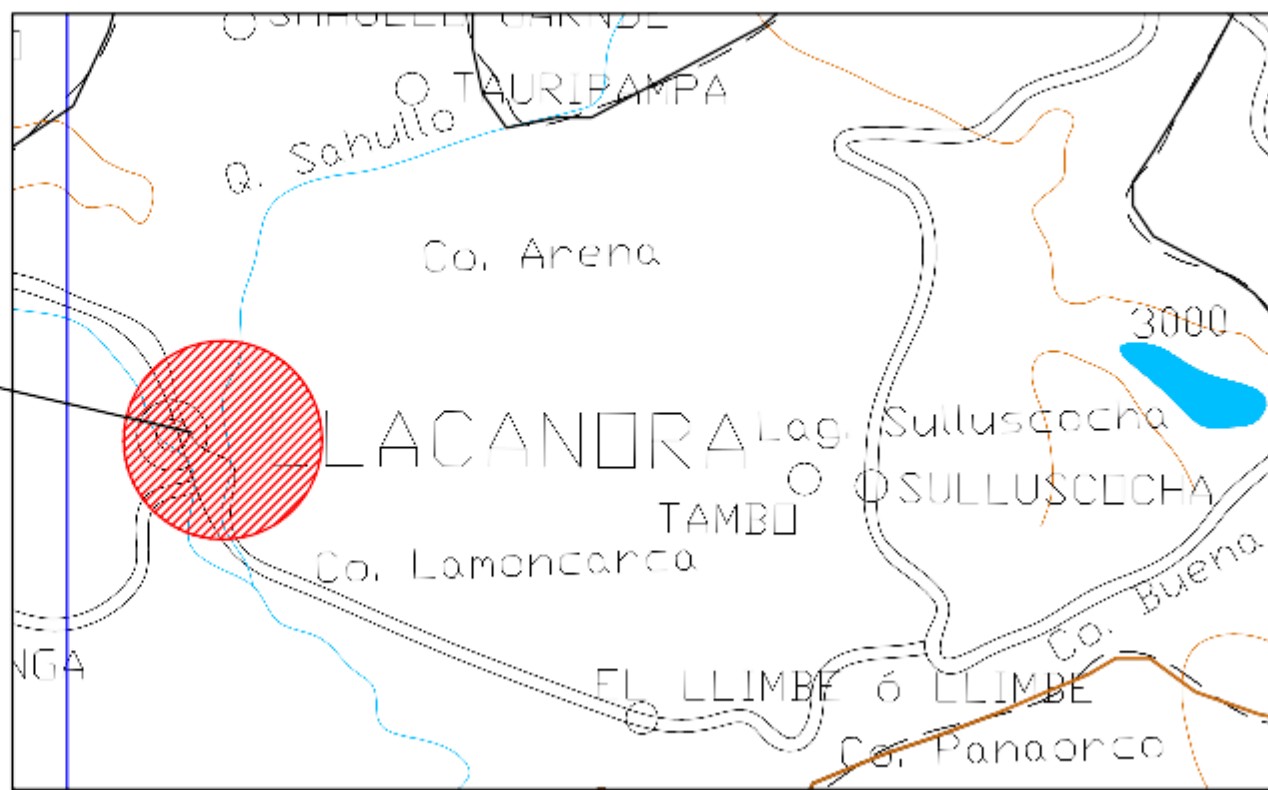 TAURIPAMPA
Q. Sahullo
Co. Arena
3000
LLACANORA
Lag. Sulluscocha
SULLUSCOCHA
TAMBO
Co. Lamoncarca
Co. Buena
NGA
EL LLIMBE ó LLIMBE
Co. Panaorco